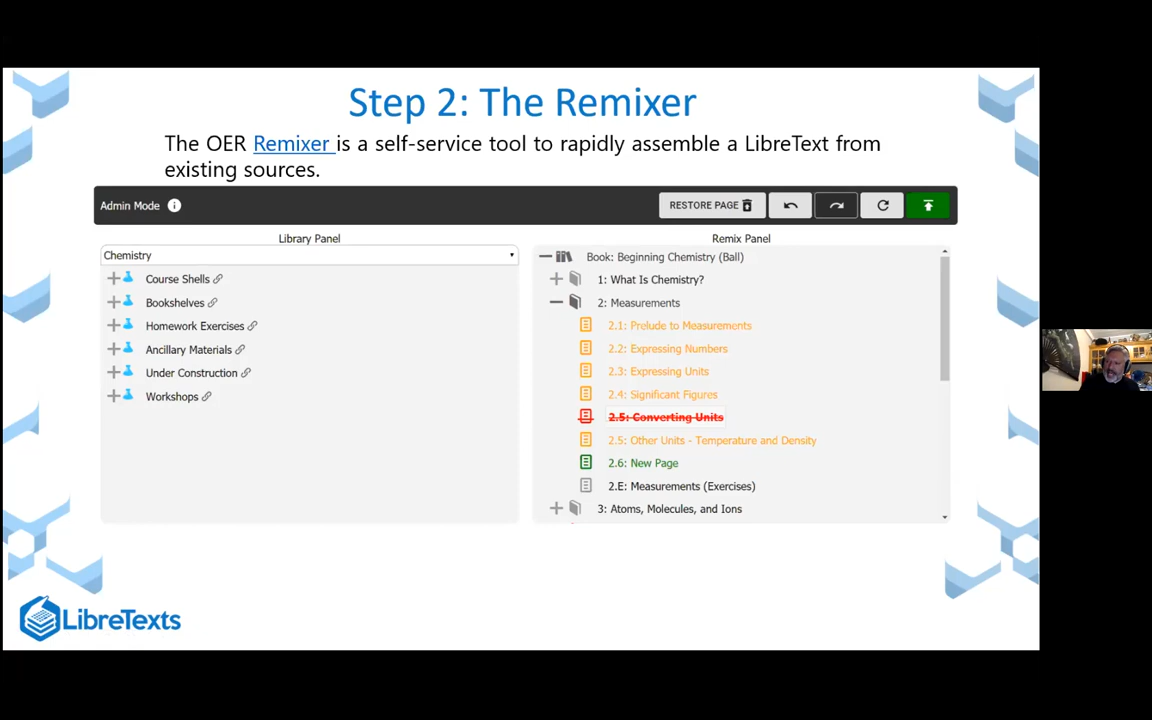 Step 2: The Remixer
The OER Remixer is a self-service tool to rapidly assemble a LibreText from
existing sources.
Admin Mode
RESTORE PAGE
Library Panel
Chemistry
Course Shells
Bookshelves
Homework Exercises
Ancillary Materials
Under Construction
Workshops
Remix Panel
Book: Beginning Chemistry (Ball)
1: What Is Chemistry?
2: Measurements
2.1: Prelude to Measurements
2.2: Expressing Numbers
2.3: Expressing Units
2.4: Significant Figures
2.5: Converting Units
2.5: Other Units - Temperature and Density
2.6: New Page
2.E: Measurements (Exercises)
3: Atoms, Molecules, and Ions
LibreTexts